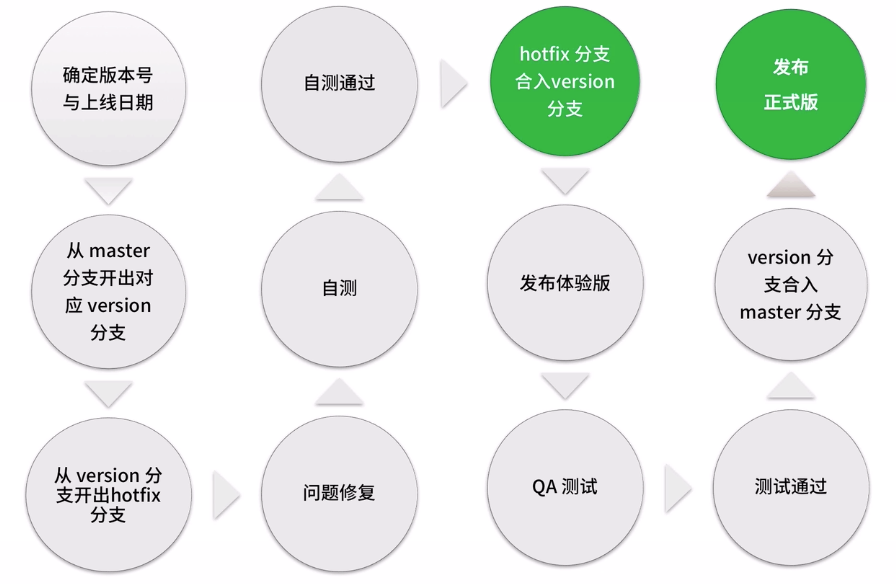 确定版本号
与上线日期
从 master
分支开出对
应 version
分支
从 version 分
支开出hotfix
分支
问题修复
自测
自测通过
hotfix 分支
合入version
分支
发布体验版
QA 测试
测试通过
version 分
支合入
master 分支
发布
正式版